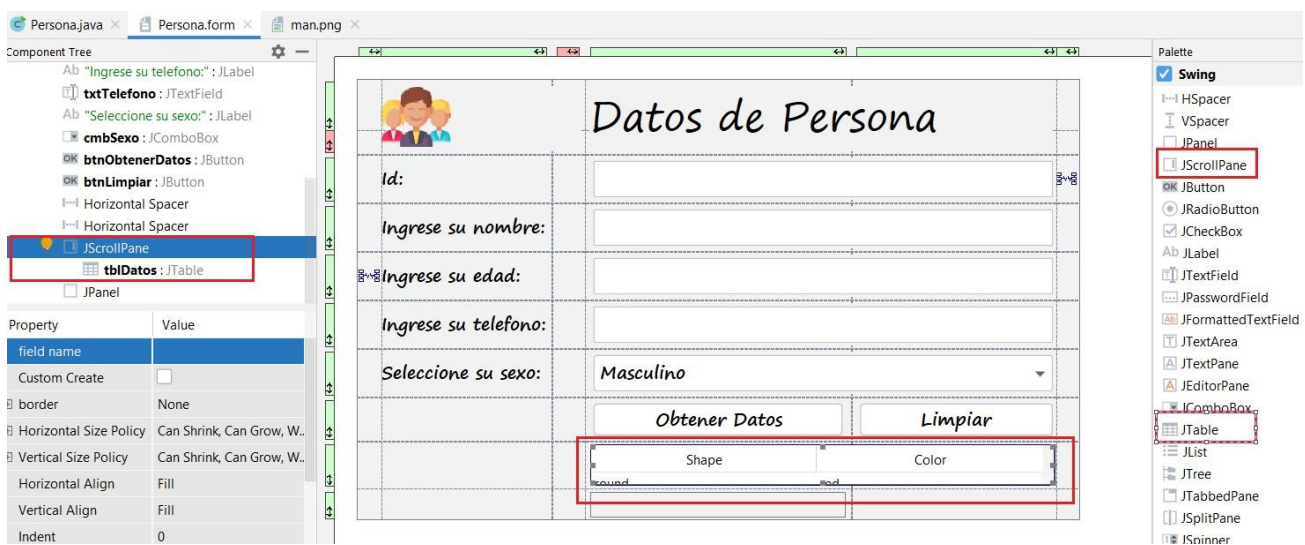 Persona.java × Persona.form × man.png ×
Component Tree
Ab "Ingrese su telefono:" : JLabel
txtTelefono : JTextField
Ab "Seleccione su sexo:" : JLabel
cmbSexo : JComboBox
OK btnObtenerDatos : JButton
OK btnLimpiar : JButton
Horizontal Spacer
Horizontal Spacer
JScrollPane
tblDatos : JTable
JPanel
Property Value
field name
Custom Create
border None
Horizontal Size Policy Can Shrink, Can Grow, W..
Vertical Size Policy Can Shrink, Can Grow, W..
Horizontal Align Fill
Vertical Align Fill
Indent 0
Datos de Persona
Id:
Ingrese su nombre:
Ingrese su edad:
Ingrese su telefono:
Seleccione su sexo: Masculino
Obtener Datos Limpiar
Shape Color
round red
Palette
Swing
HSpacer
VSpacer
JPanel
JScrollPane
OK JButton
JRadioButton
JCheckBox
Ab JLabel
JTextField
JPasswordField
Ab JFormattedTextField
T JTextArea
A JTextPane
A JEditorPane
JComboBox
JTable
JList
JTree
JTabbedPane
JSplitPane
JSpinner